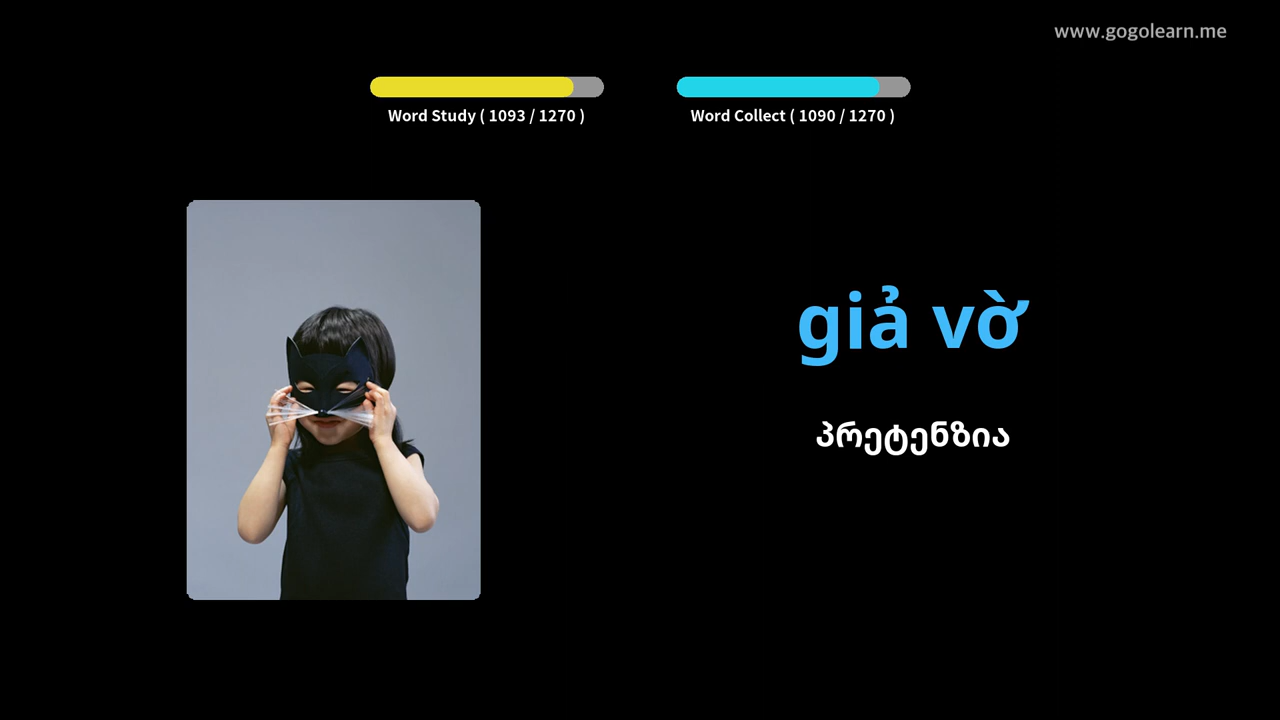 www.gogolearn.me
Word Study ( 1093 / 1270 )
Word Collect ( 1090 / 1270 )
giả vờ
პრეტენზია